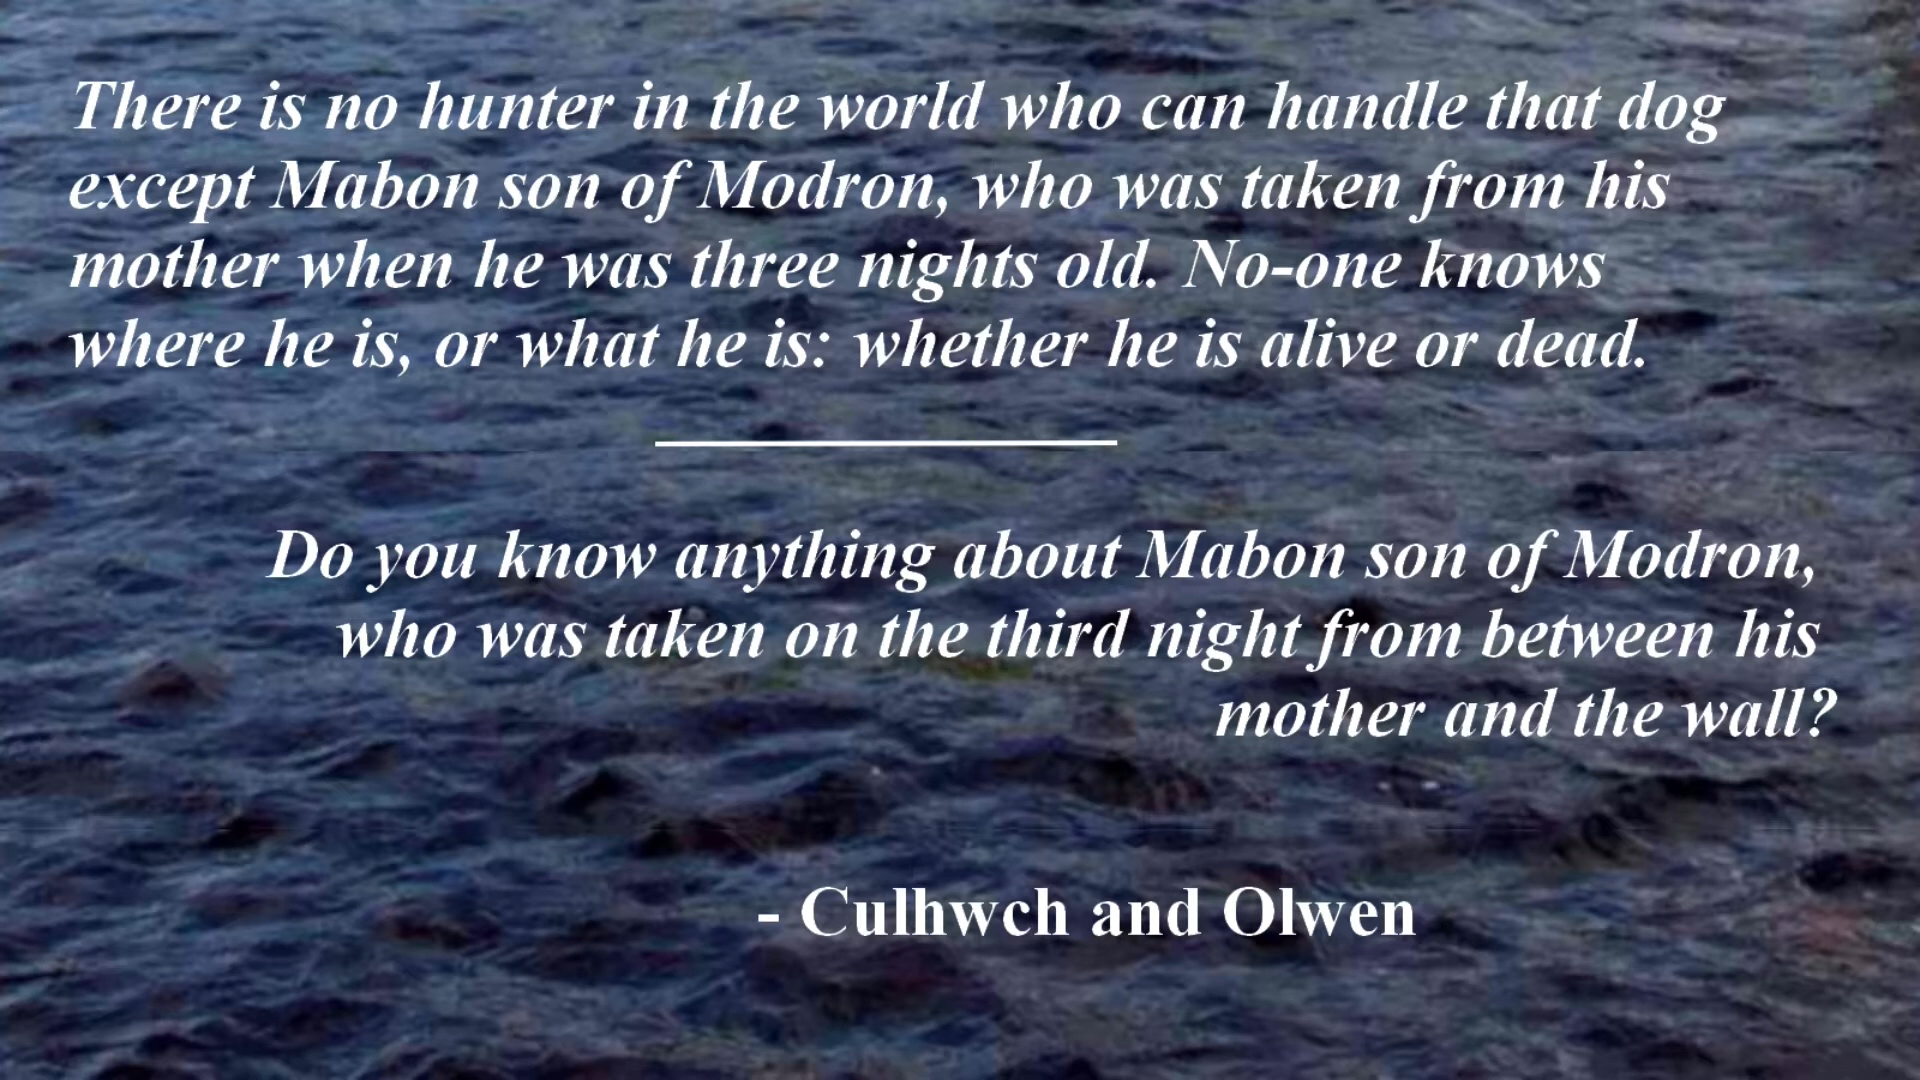 There is no hunter in the world who can handle that dog
except Mabon son of Modron, who was taken from his
mother when he was three nights old. No-one knows
where he is, or what he is: whether he is alive or dead.
Do you know anything about Mabon son of Modron,
who was taken on the third night from between his
mother and the wall?
- Culhwch and Olwen